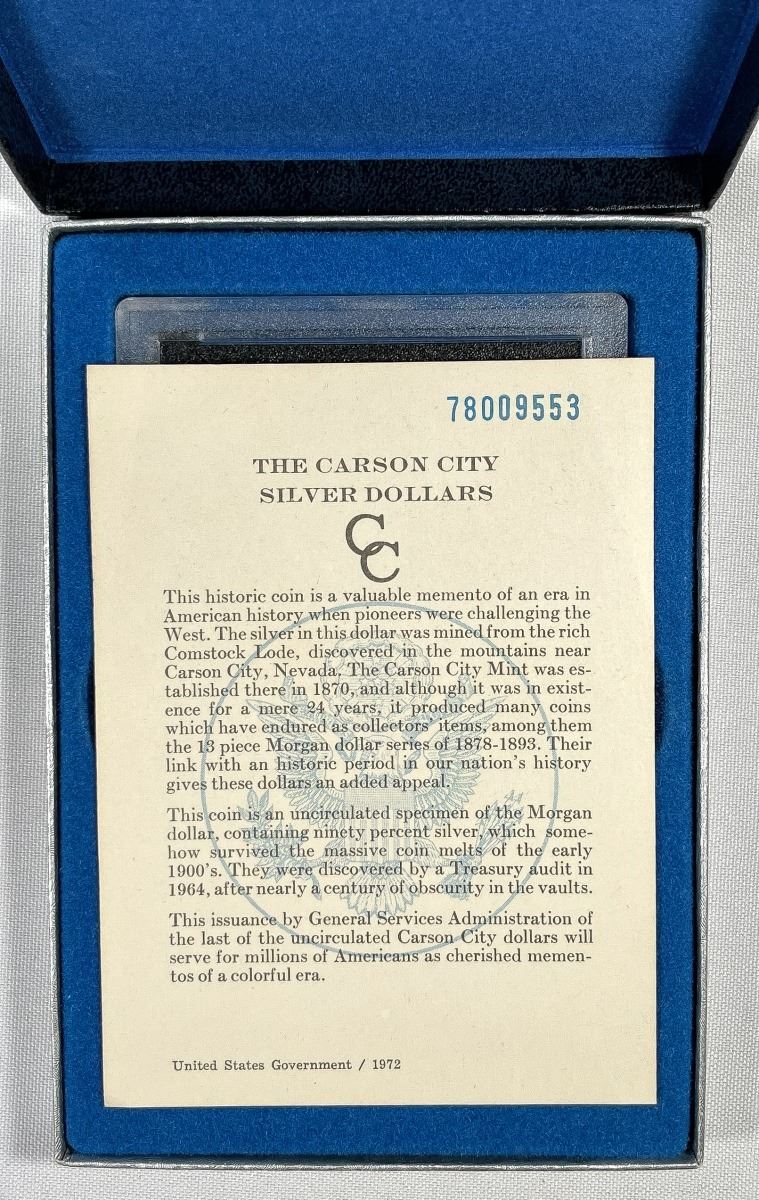 78009553
THE CARSON CITY
SILVER DOLLARS
CC
This historic coin is a valuable memento of an era in
American history when pioneers were challenging the
West. The silver in this dollar was mined from the rich
Comstock Lode, discovered in the mountains near
Carson City, Nevada. The Carson City Mint was es-
tablished there in 1870, and although it was in exist-
ence for a mere 24 years, it produced many coins
which have endured as collectors' items, among them
the 13 piece Morgan dollar series of 1878-1893. Their
link with an historic period in our nation's history
gives these dollars an added appeal.
This coin is an uncirculated specimen of the Morgan
dollar, containing ninety percent silver, which some-
how survived the massive coin melts of the early
1900's. They were discovered by a Treasury audit in
1964, after nearly a century of obscurity in the vaults.
This issuance by General Services Administration of
the last of the uncirculated Carson City dollars will
serve for millions of Americans as cherished memen-
tos of a colorful era.
United States Government / 1972